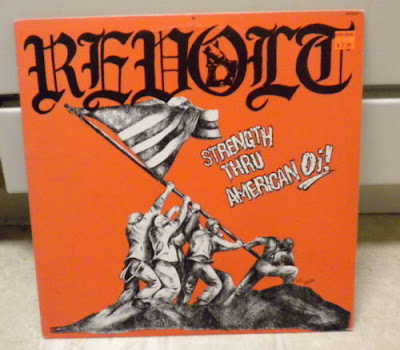 REVOLT
STRENGTH
THRU
AMERICAN Oi!